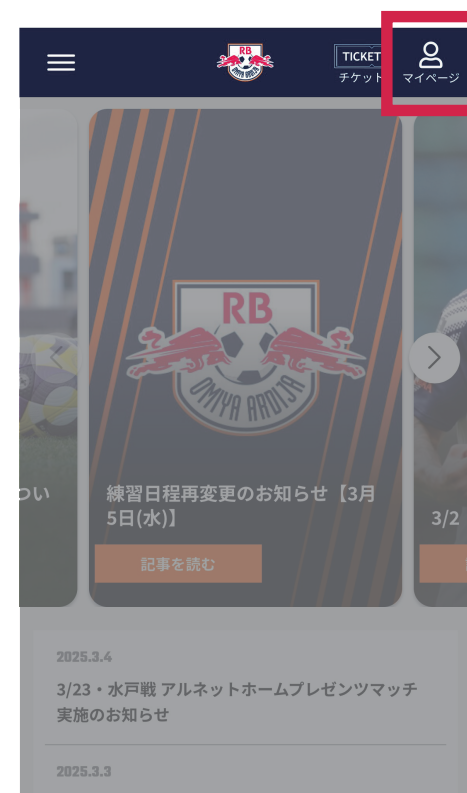 RB
OMIYA ARDIJA
TICKET
チケット
マイページ
RB
OMIYA ARDIJA
つい
練習日程再変更のお知らせ【3月
5日(水)】
3/2
記事を読む
2025.3.4
3/23・水戸戦 アルネットホームプレゼンツマッチ
実施のお知らせ
2025.3.3